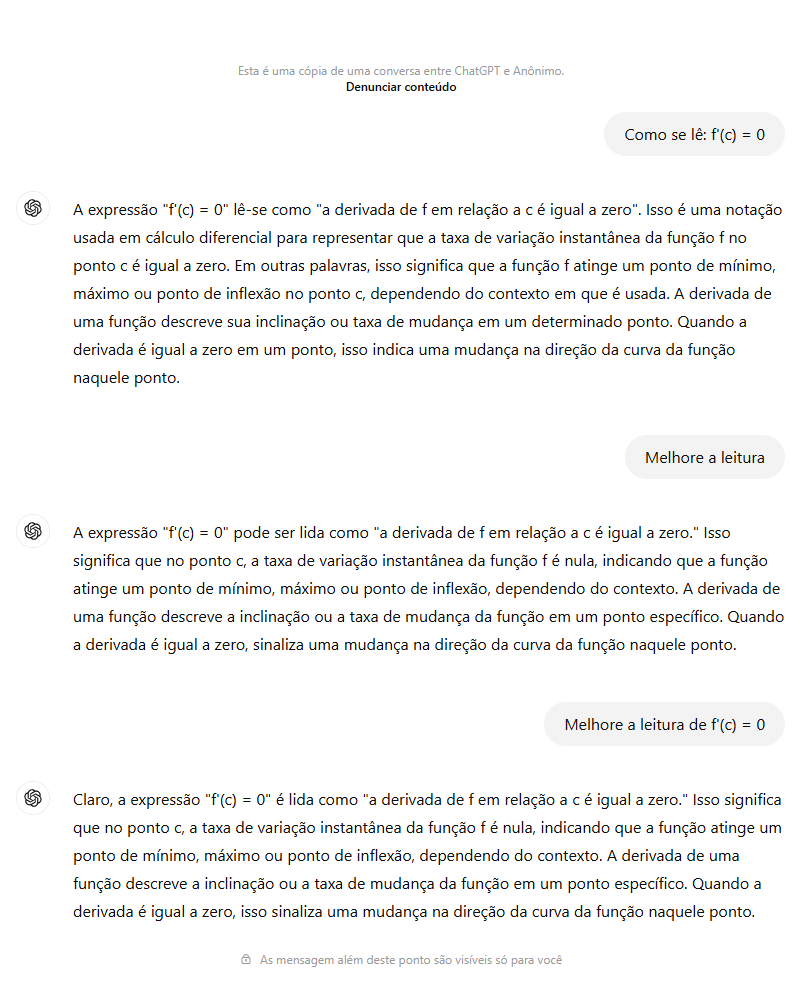 Esta é uma cópia de uma conversa entre ChatGPT e Anônimo.
Denunciar conteúdo
Como se lê: f'(c) = 0
A expressão "f'(c) = 0" lê-se como "a derivada de f em relação a c é igual a zero". Isso é uma notação
usada em cálculo diferencial para representar que a taxa de variação instantânea da função f no
ponto c é igual a zero. Em outras palavras, isso significa que a função f atinge um ponto de mínimo,
máximo ou ponto de inflexão no ponto c, dependendo do contexto em que é usada. A derivada de
uma função descreve sua inclinação ou taxa de mudança em um determinado ponto. Quando a
derivada é igual a zero em um ponto, isso indica uma mudança na direção da curva da função
naquele ponto.
Melhore a leitura
A expressão "f'(c) = 0" pode ser lida como "a derivada de f em relação a c é igual a zero." Isso
significa que no ponto c, a taxa de variação instantânea da função f é nula, indicando que a função
atinge um ponto de mínimo, máximo ou ponto de inflexão, dependendo do contexto. A derivada de
uma função descreve a inclinação ou a taxa de mudança da função em um ponto específico. Quando
a derivada é igual a zero, sinaliza uma mudança na direção da curva da função naquele ponto.
Melhore a leitura de f'(c) = 0
Claro, a expressão "f'(c) = 0" é lida como "a derivada de f em relação a c é igual a zero." Isso significa
que no ponto c, a taxa de variação instantânea da função f é nula, indicando que a função atinge um
ponto de mínimo, máximo ou ponto de inflexão, dependendo do contexto. A derivada de uma
função descreve a inclinação ou a taxa de mudança da função em um ponto específico. Quando a
derivada é igual a zero, isso sinaliza uma mudança na direção da curva da função naquele ponto.
As mensagem além deste ponto são visíveis só para você